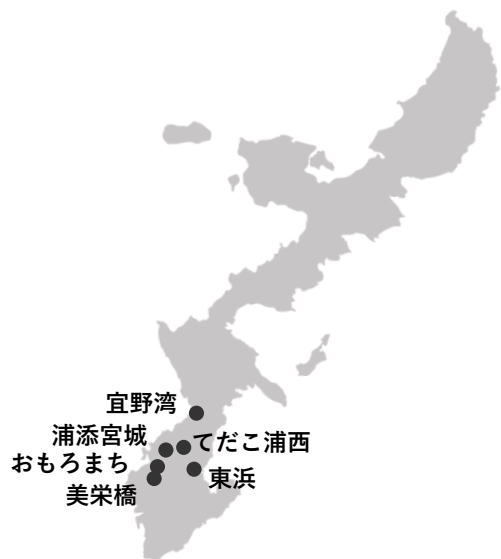 宜野湾
浦添宮城
てだこ浦西
おもろまち
東浜
美栄橋